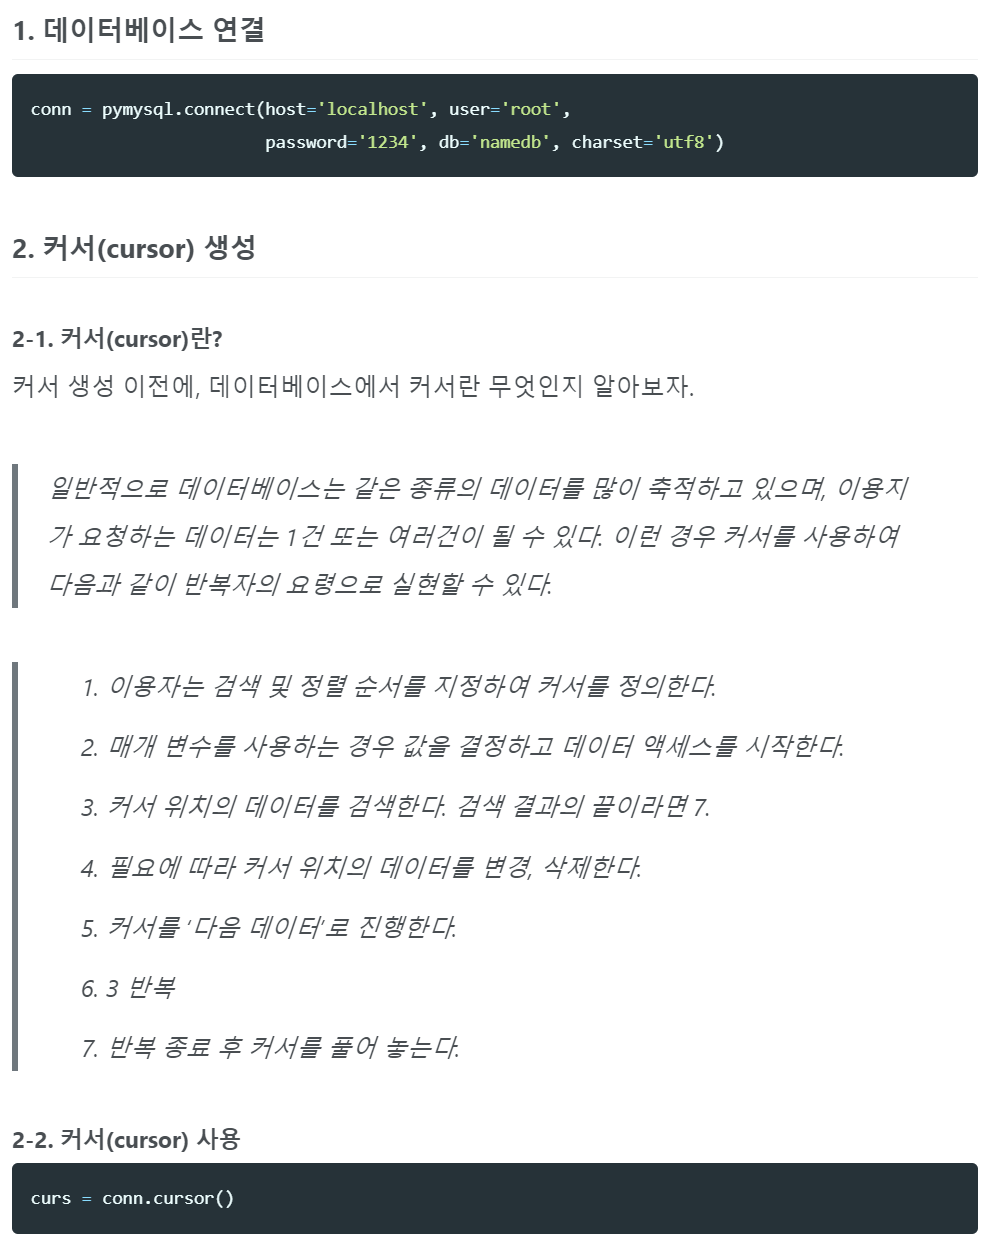 1. 데이터베이스 연결
conn = pymysql.connect(host='localhost', user='root',
password='1234', db='namedb', charset='utf8')
2. 커서(cursor) 생성
2-1. 커서(cursor)란?
커서 생성 이전에, 데이터베이스에서 커서란 무엇인지 알아보자.
일반적으로 데이터베이스는 같은 종류의 데이터를 많이 축적하고 있으며, 이용지
가 요청하는 데이터는 1건 또는 여러건이 될 수 있다. 이런 경우 커서를 사용하여
다음과 같이 반복자의 요령으로 실현할 수 있다.
1. 이용자는 검색 및 정렬 순서를 지정하여 커서를 정의한다.
2. 매개 변수를 사용하는 경우 값을 결정하고 데이터 액세스를 시작한다.
3. 커서 위치의 데이터를 검색한다. 검색 결과의 끝이라면 7.
4. 필요에 따라 커서 위치의 데이터를 변경, 삭제한다.
5. 커서를 ‘다음 데이터’로 진행한다.
6. 3 반복
7. 반복 종료 후 커서를 풀어 놓는다.
2-2. 커서(cursor) 사용
curs = conn.cursor()